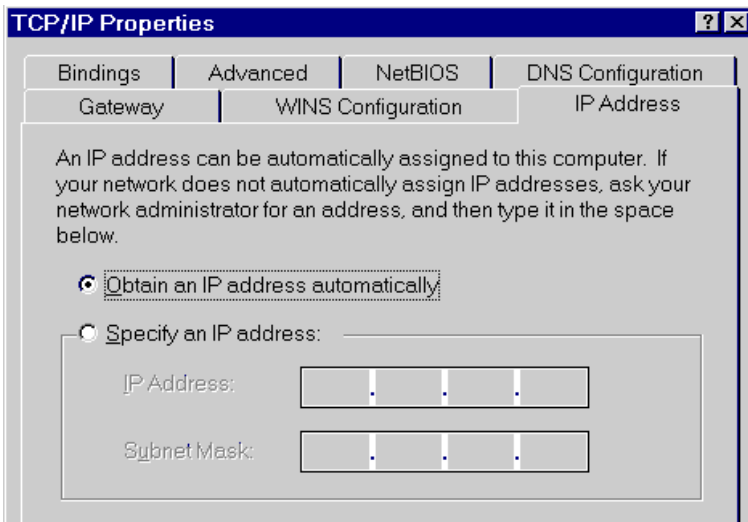 TCP/IP Properties
Bindings Advanced NetBIOS DNS Configuration
Gateway WINS Configuration IP Address
An IP address can be automatically assigned to this computer. If
your network does not automatically assign IP addresses, ask your
network administrator for an address, and then type it in the space
below.
Obtain an IP address automatically
Specify an IP address:
IP Address:
Subnet Mask: